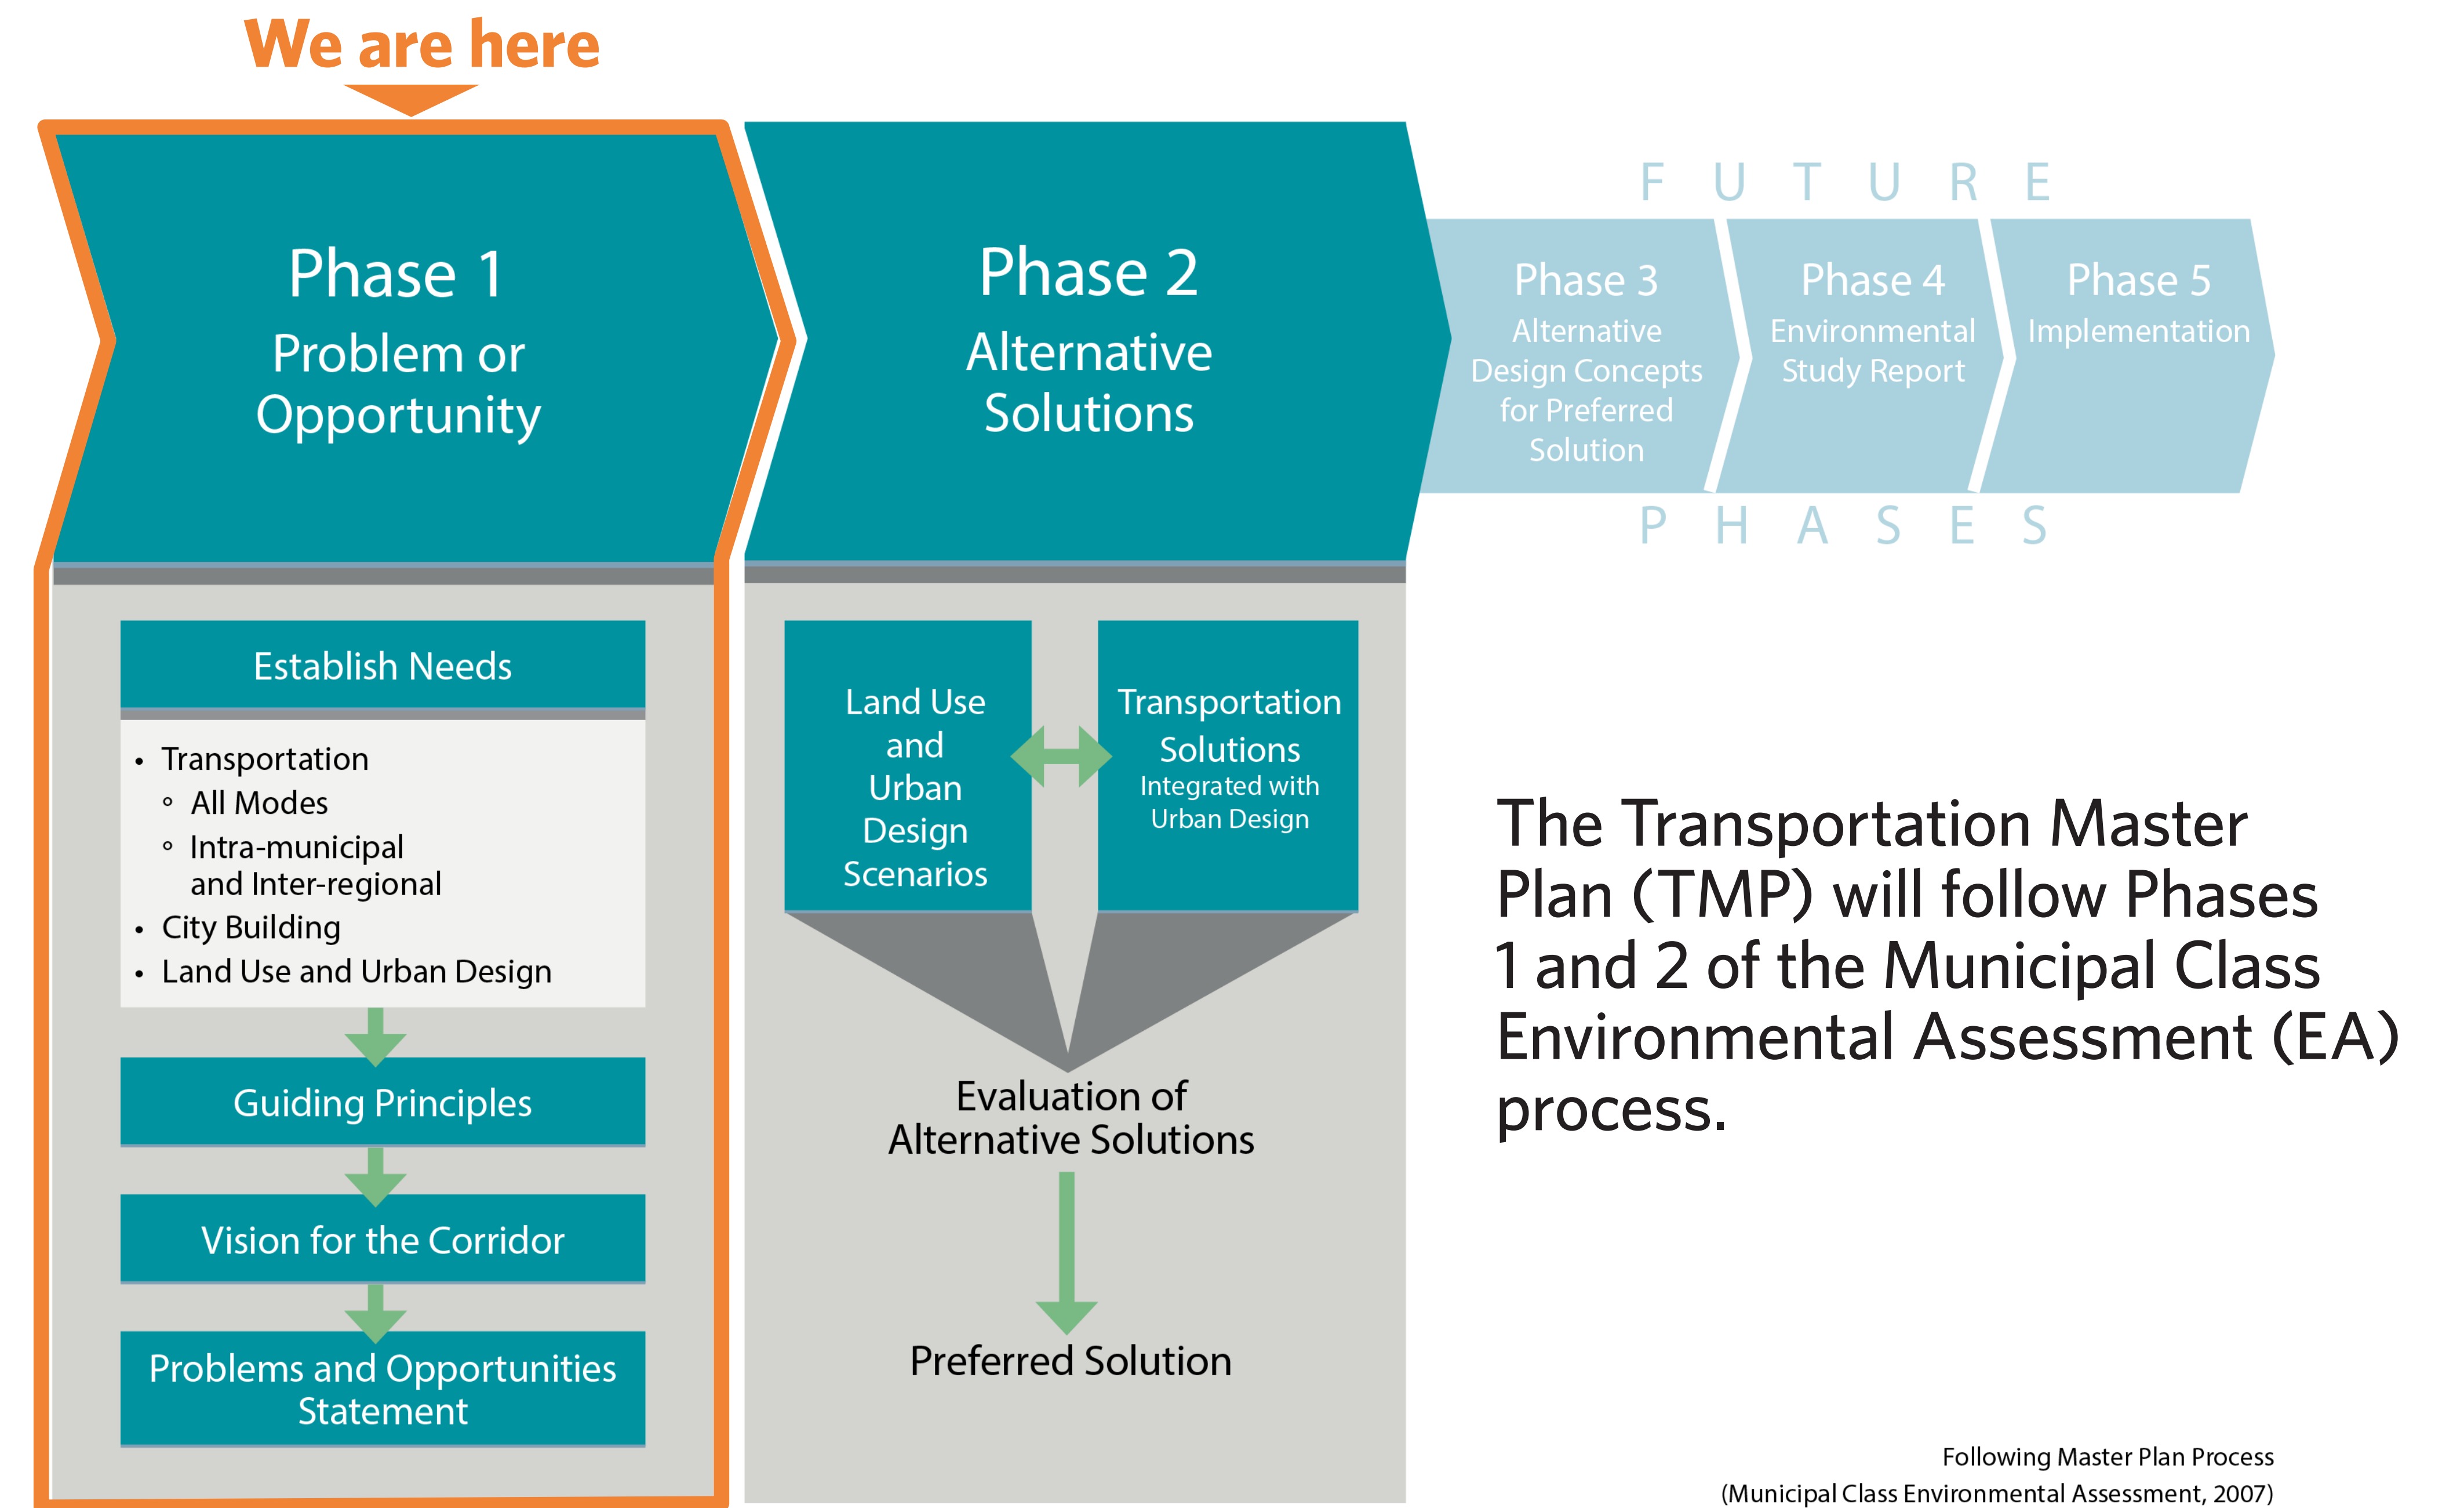 We are here
Phase 1
Problem or
Opportunity
Establish Needs
• Transportation
° All Modes
° Intra-municipal
and Inter-regional
• City Building
• Land Use and Urban Design
Guiding Principles
Vision for the Corridor
Problems and Opportunities
Statement
Phase 2
Alternative
Solutions
Land Use
and
Urban
Design
Scenarios
Transportation
Solutions
Integrated with
Urban Design
Evaluation of
Alternative Solutions
Preferred Solution
FUTURE
Phase 3
Alternative
Design Concepts
for Preferred
Solution
Phase 4
Environmental
Study Report
Phase 5
Implementation
PHASES
The Transportation Master
Plan (TMP) will follow Phases
1 and 2 of the Municipal Class
Environmental Assessment (EA)
process.
Following Master Plan Process
(Municipal Class Environmental Assessment, 2007)